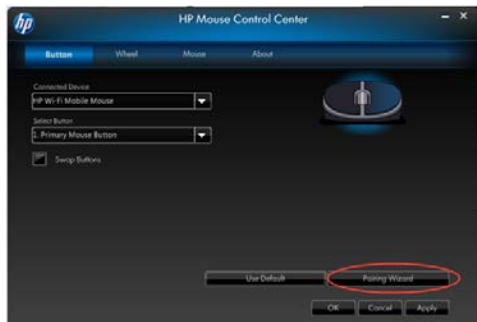 hp
HP Mouse Control Center
Button Wheel Mouse About
Connected Device
HP Wi-Fi Mobile Mouse
Select Button
1. Primary Mouse Button
Swap Buttons
Use Default Pairing Wizard
OK Cancel Apply